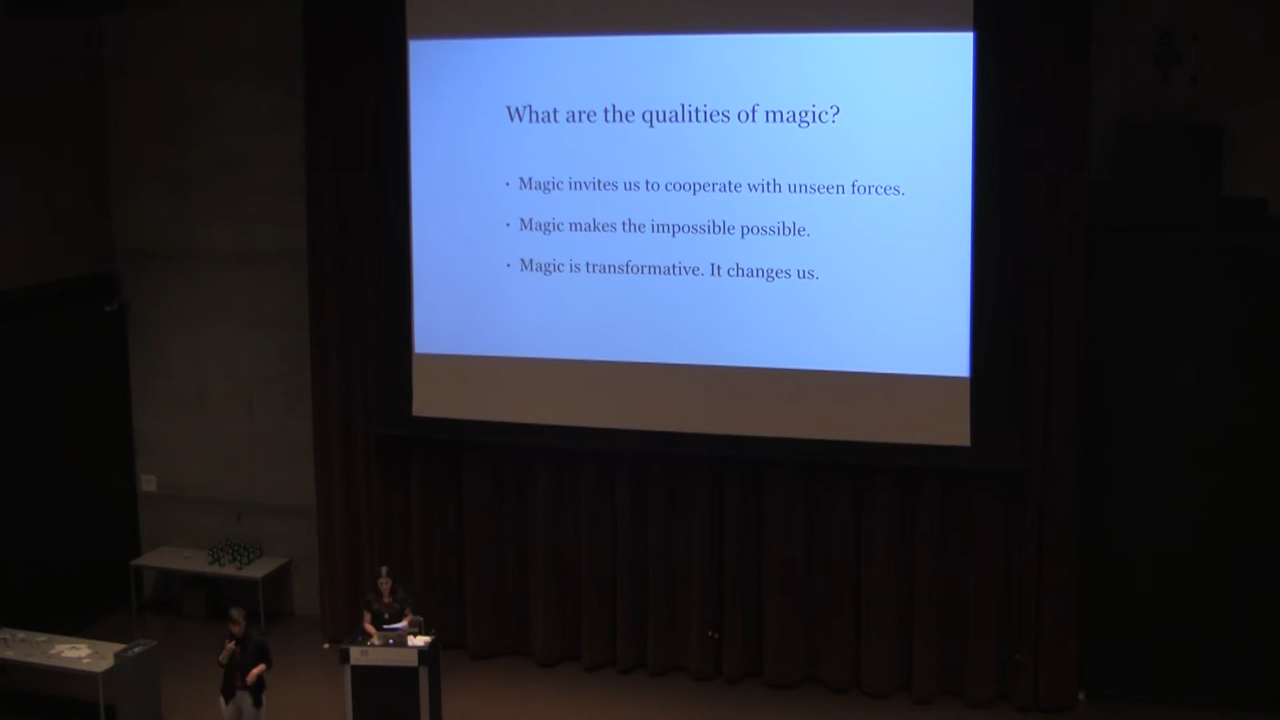 What are the qualities of magic?
· Magic invites us to cooperate with unseen forces.
· Magic makes the impossible possible.
· Magic is transformative. It changes us.